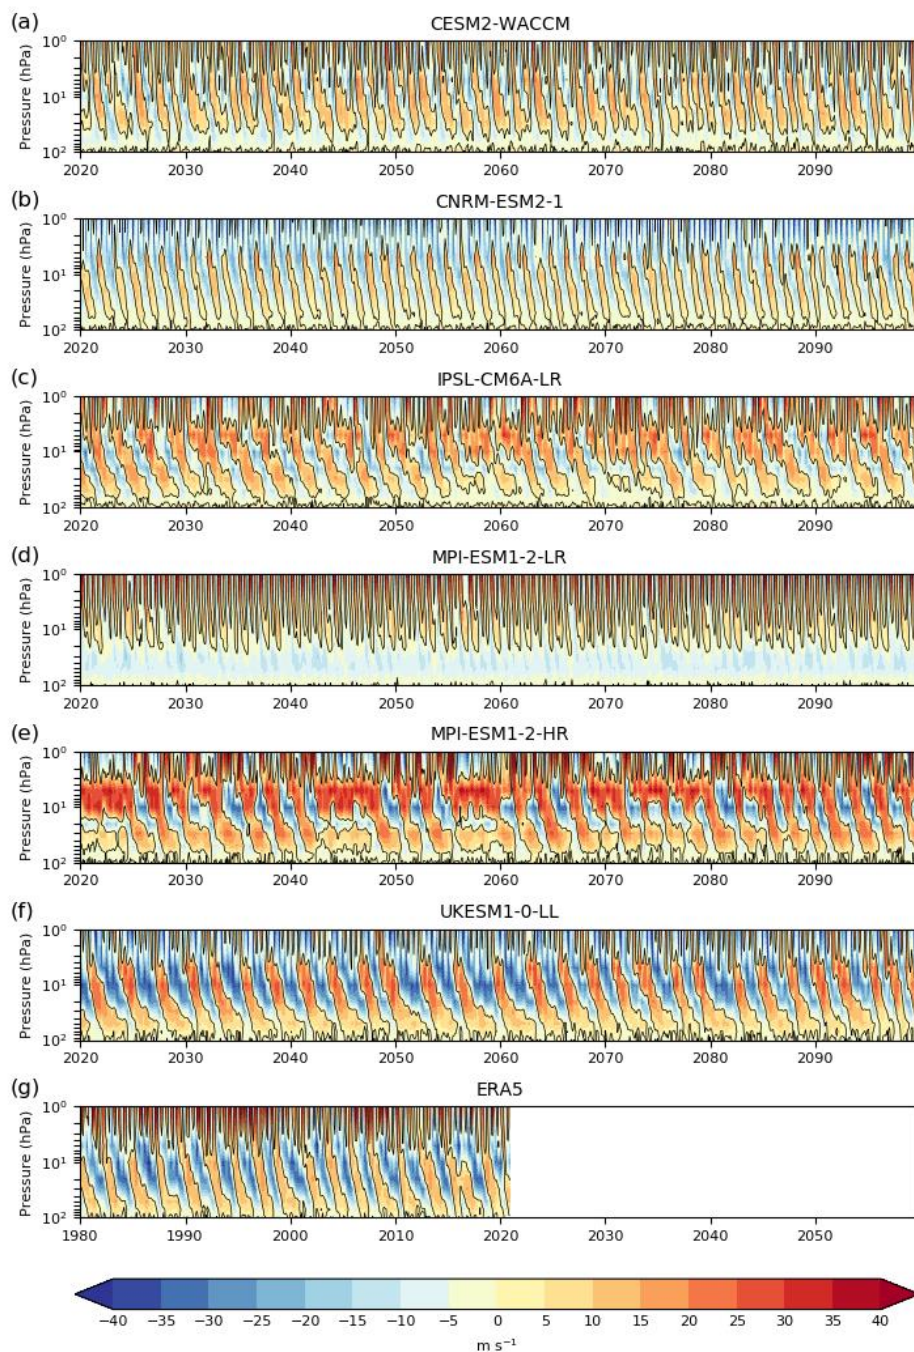 (a)
CESM2-WACCM
Pressure (hPa)
10⁰
10¹
10²
2020 2030 2040 2050 2060 2070 2080 2090
(b)
CNRM-ESM2-1
Pressure (hPa)
10⁰
10¹
10²
2020 2030 2040 2050 2060 2070 2080 2090
(c)
IPSL-CM6A-LR
Pressure (hPa)
10⁰
10¹
10²
2020 2030 2040 2050 2060 2070 2080 2090
(d)
MPI-ESM1-2-LR
Pressure (hPa)
10⁰
10¹
10²
2020 2030 2040 2050 2060 2070 2080 2090
(e)
MPI-ESM1-2-HR
Pressure (hPa)
10⁰
10¹
10²
2020 2030 2040 2050 2060 2070 2080 2090
(f)
UKESM1-0-LL
Pressure (hPa)
10⁰
10¹
10²
2020 2030 2040 2050 2060 2070 2080 2090
(g)
ERA5
Pressure (hPa)
10⁰
10¹
10²
1980 1990 2000 2010 2020 2030 2040 2050
−40 −35 −30 −25 −20 −15 −10 −5 0 5 10 15 20 25 30 35 40
m s⁻¹